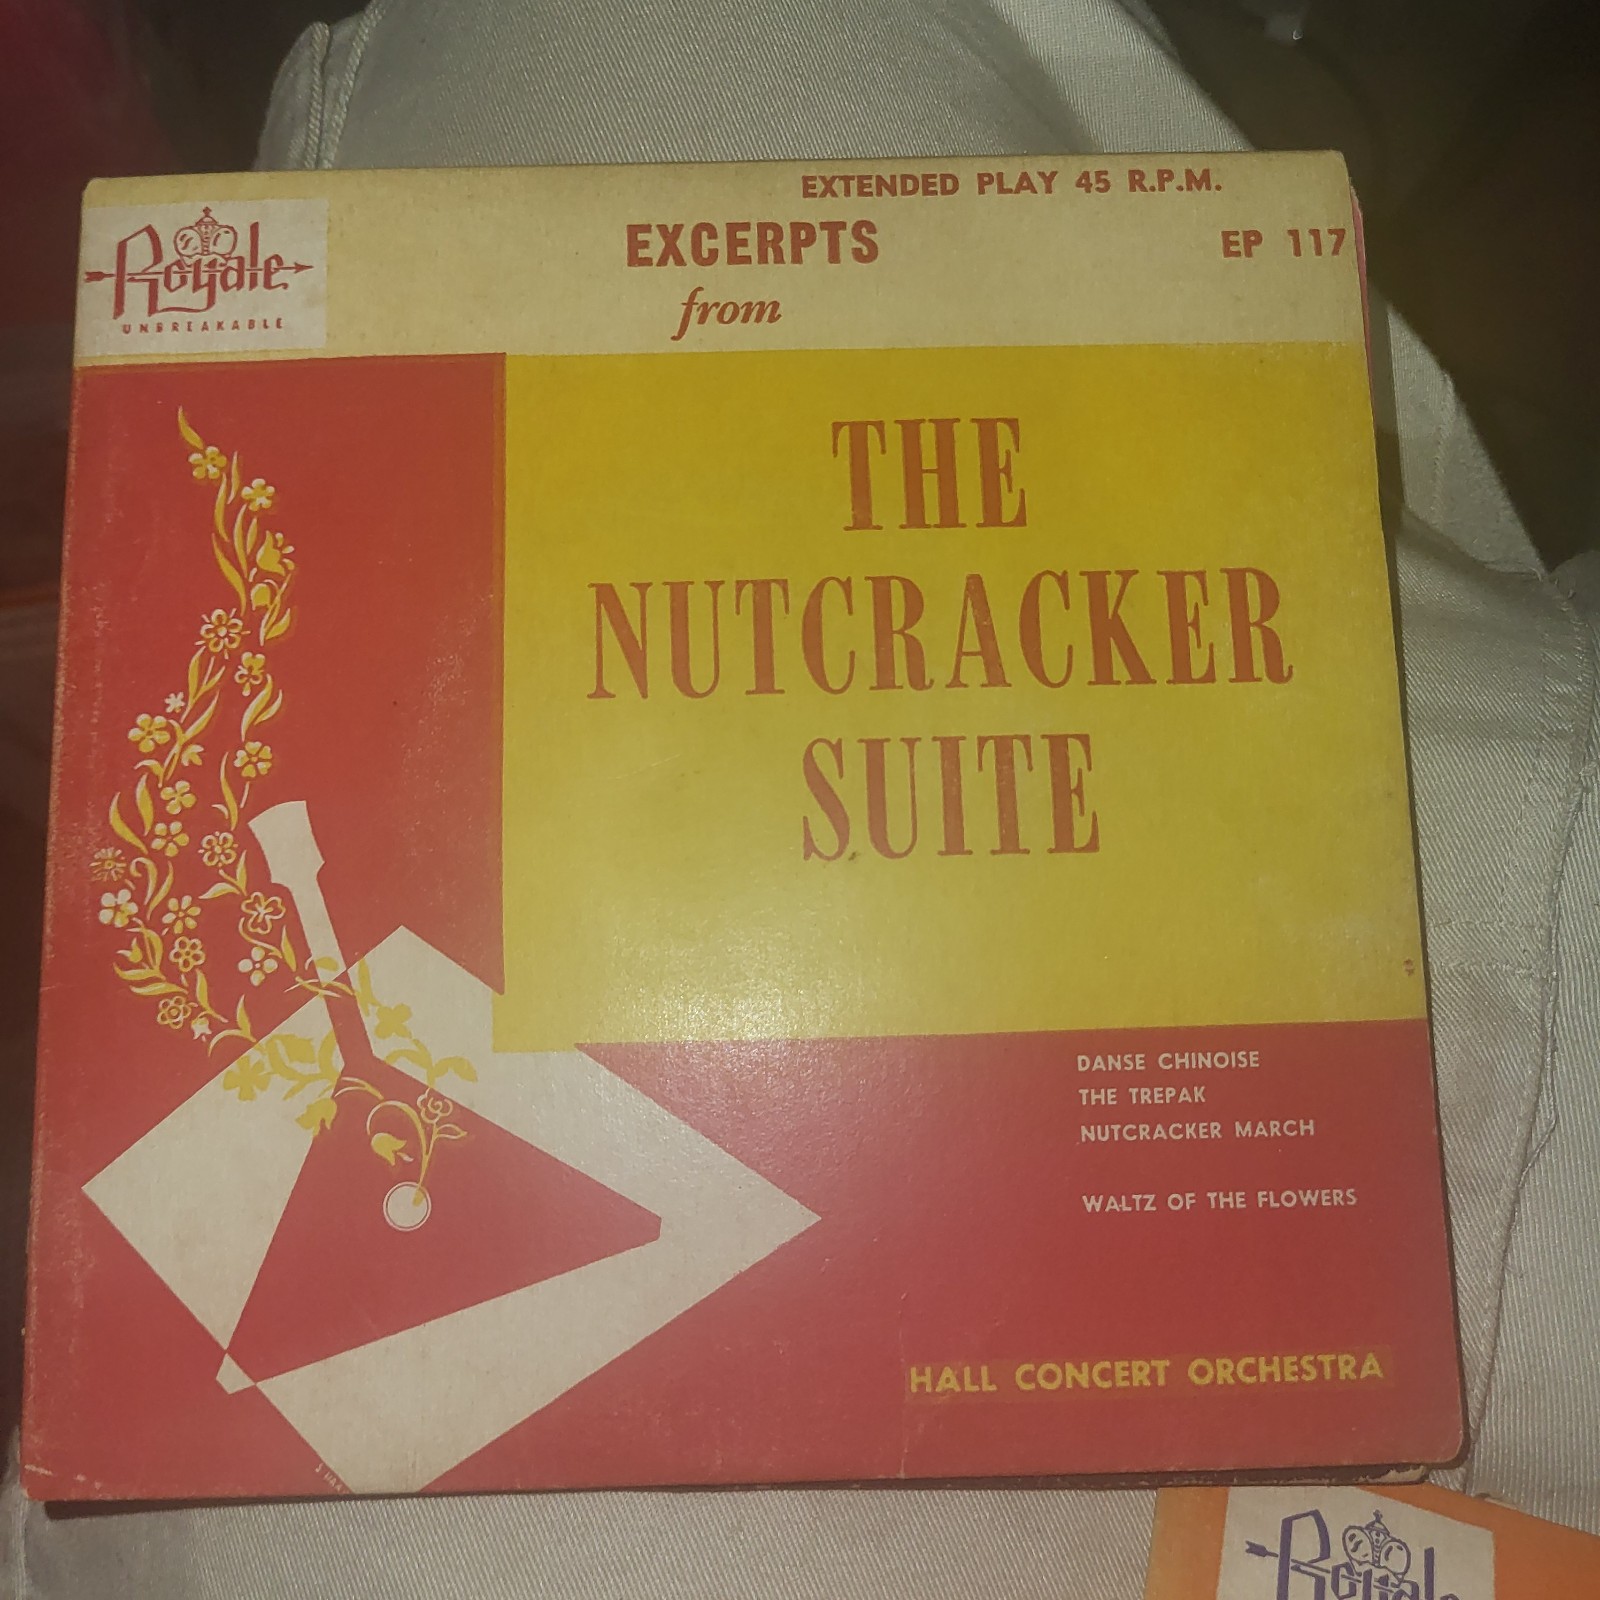 EXTENDED PLAY 45 R.P.M.
Royale
UNBREAKABLE
EXCERPTS
EP 117
from
THE
NUTCRACKER
SUITE
DANSE CHINOISE
THE TREPAK
NUTCRACKER MARCH
WALTZ OF THE FLOWERS
HALL CONCERT ORCHESTRA
Royale